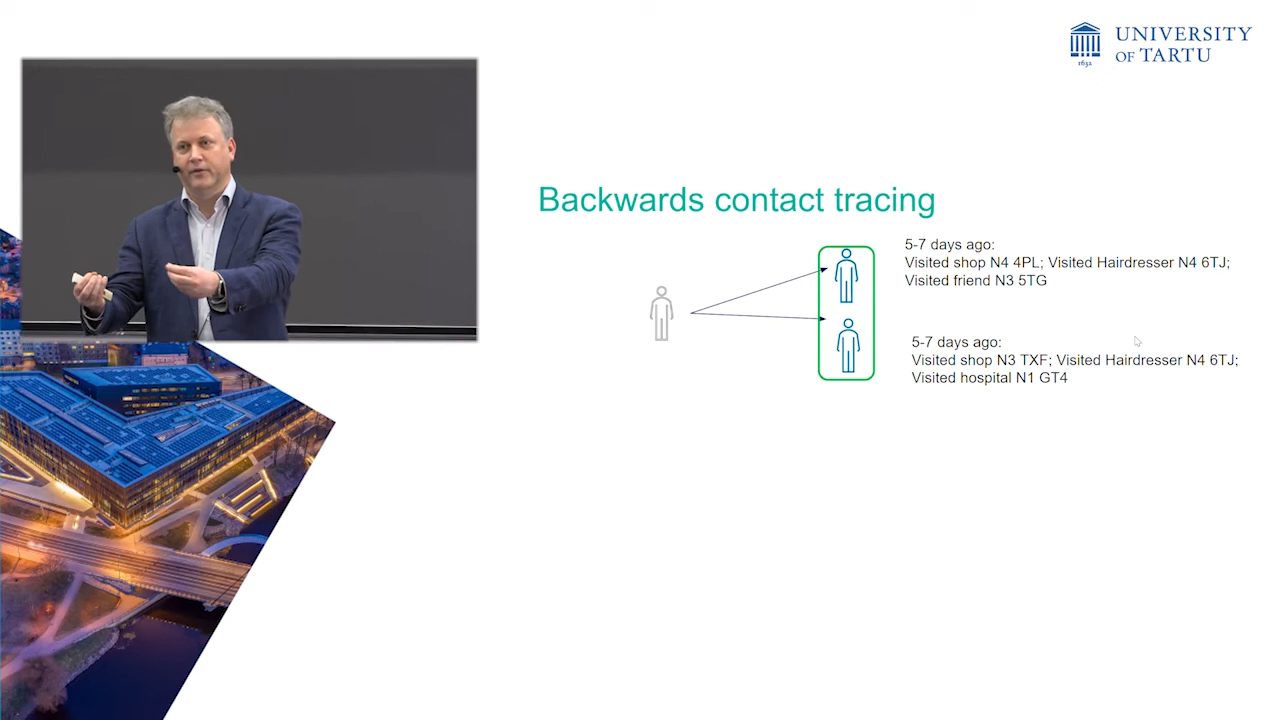 UNIVERSITY
OF TARTU
1632
Backwards contact tracing
5-7 days ago:
Visited shop N4 4PL; Visited Hairdresser N4 6TJ;
Visited friend N3 5TG
5-7 days ago:
Visited shop N3 TXF; Visited Hairdresser N4 6TJ;
Visited hospital N1 GT4